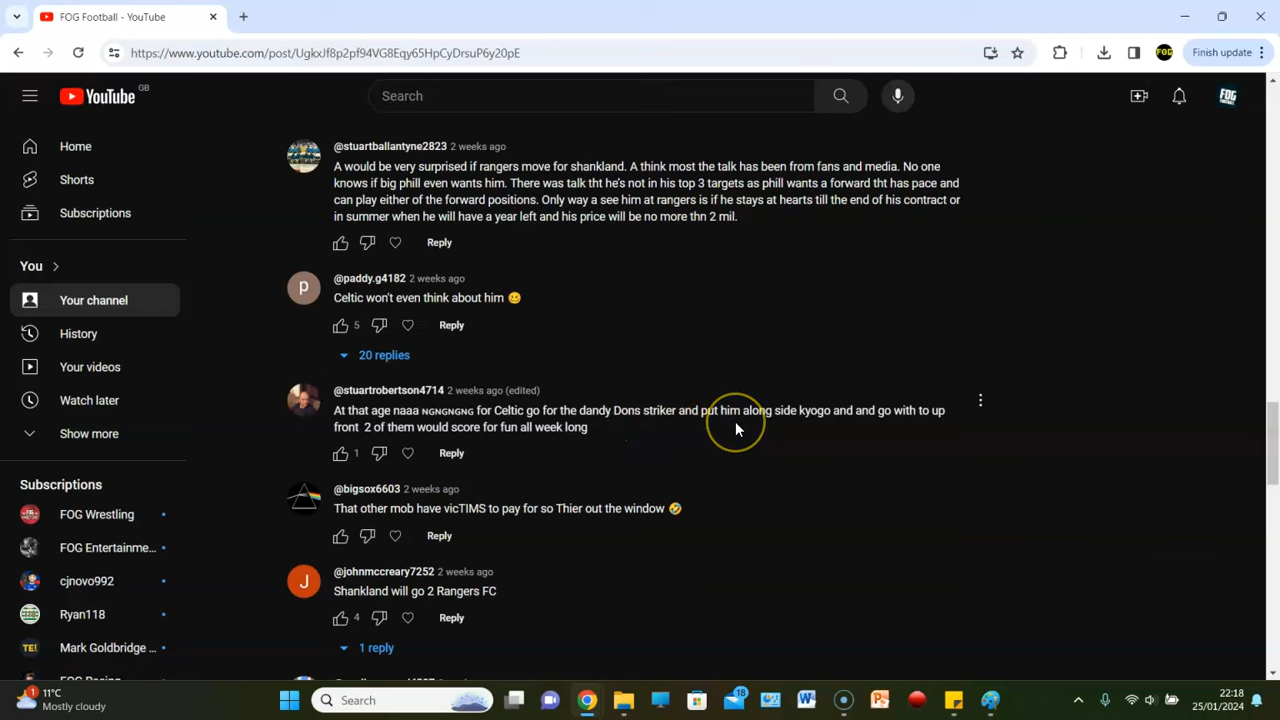 FOG Football - YouTube
https://www.youtube.com/post/UgkxJf8p2pf94VG8Eqy65HpCyDrsuP6y20pE
FOG
Finish update
YouTube GB
Search
FOG
FOOTBALL
Home
Shorts
Subscriptions
You
Your channel
History
Your videos
Watch later
Show more
Subscriptions
FOG Wrestling
FOG Entertainme...
cjnovo992
Ryan118
TE!
Mark Goldbridge ...
@stuartballantyne2823 2 weeks ago
A would be very surprised if rangers move for shankland. A think most the talk has been from fans and media. No one
knows if big phill even wants him. There was talk tht he's not in his top 3 targets as phill wants a forward tht has pace and
can play either of the forward positions. Only way a see him at rangers is if he stays at hearts till the end of his contract or
in summer when he will have a year left and his price will be no more thn 2 mil.
Reply
p
@paddy.g4182 2 weeks ago
Celtic won't even think about him 🥴
5 Reply
20 replies
@stuartrobertson4714 2 weeks ago (edited)
At that age naaa ɴɢɴɢɴɢɴɢ for Celtic go for the dandy Dons striker and put him along side kyogo and and go with to up
front 2 of them would score for fun all week long
1 Reply
@bigsox6603 2 weeks ago
That other mob have vicTIMS to pay for so Thier out the window 🤣
Reply
J
@johnmccreary7252 2 weeks ago
Shankland will go 2 Rangers FC
4 Reply
1 reply
1
11°C
Mostly cloudy
Search
18
22:18
25/01/2024